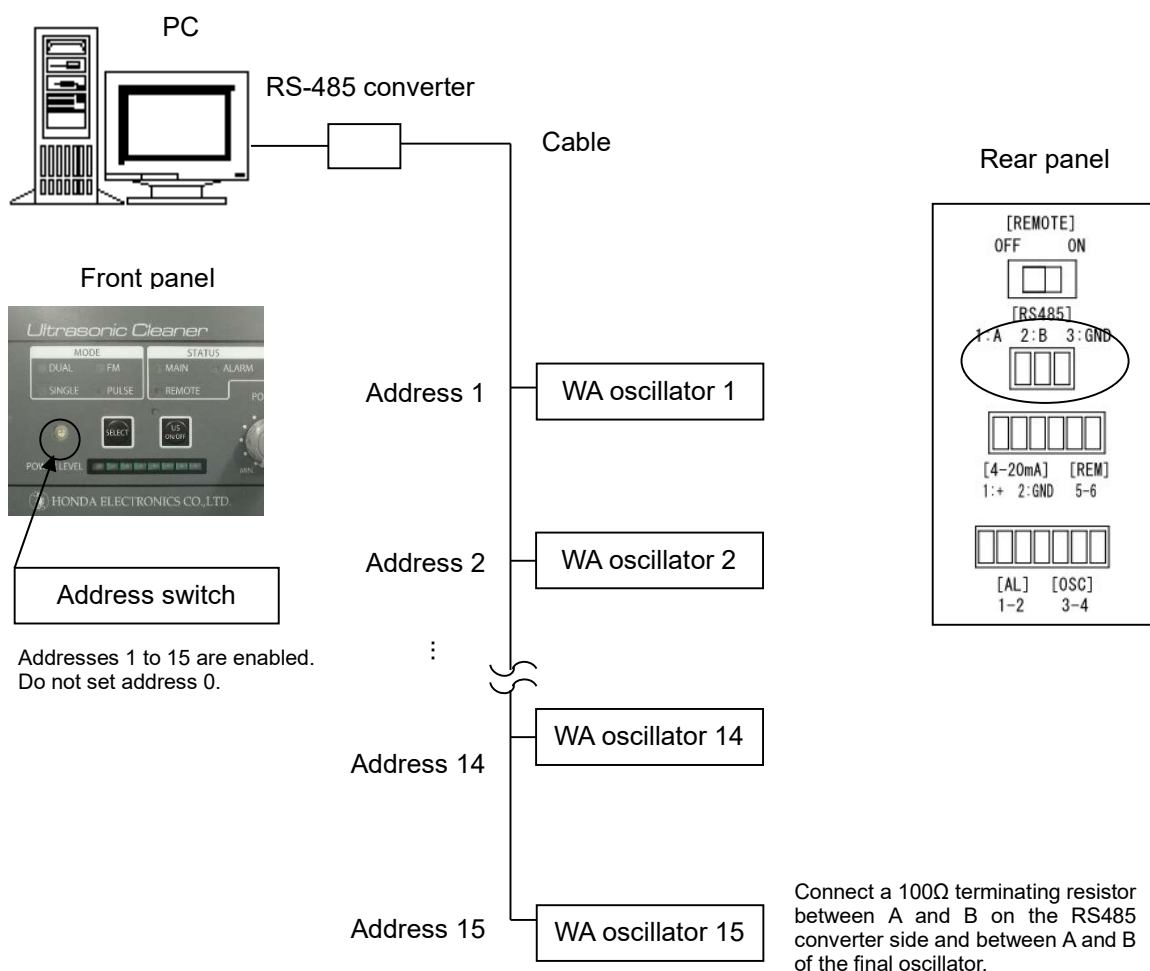 PC
RS-485 converter
Cable
Rear panel
[REMOTE]
OFF ON
[RS485]
1:A 2:B 3:GND
[4-20mA] [REM]
1:+ 2:GND 5-6
[AL] [OSC]
1-2 3-4
Front panel
Ultrasonic Cleaner
MODE STATUS
DUAL FM MAIN ALARM
SINGLE PULSE REMOTE
SELECT
US
ON/OFF
MIN
HONDA ELECTRONICS CO.,LTD.
Address switch
Addresses 1 to 15 are enabled.
Do not set address 0.
Address 1 WA oscillator 1
Address 2 WA oscillator 2
⋮
Address 14 WA oscillator 14
Address 15 WA oscillator 15
Connect a 100Ω terminating resistor
between A and B on the RS485
converter side and between A and B
of the final oscillator.